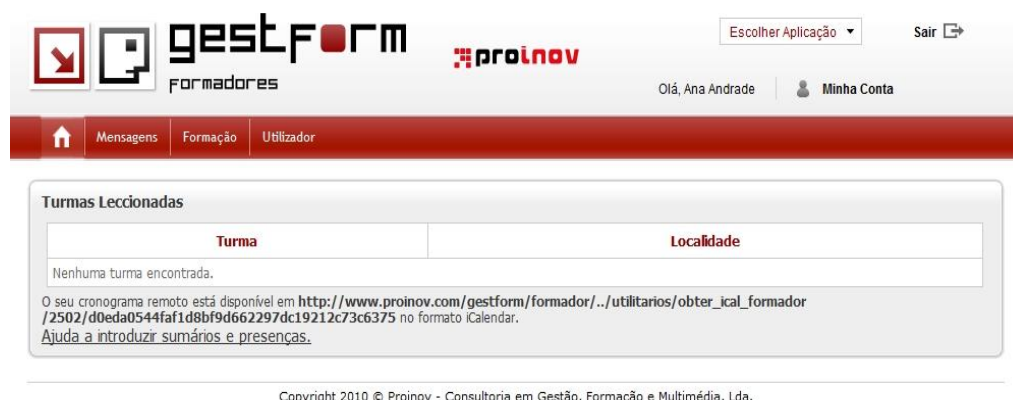 gestform
Formadores
proinov
Escolher Aplicação
Sair
Olá, Ana Andrade
Minha Conta
Mensagens
Formação
Utilizador
Turmas Leccionadas
Turma
Localidade
Nenhuma turma encontrada.
O seu cronograma remoto está disponível em http://www.proinov.com/gestform/formador/../utilitarios/obter_ical_formador
/2502/d0eda0544faf1d8bf9d662297dc19212c73c6375 no formato iCalendar.
Ajuda a introduzir sumários e presenças.
Copyright 2010 © Proinov - Consultoria em Gestão, Formação e Multimédia, Lda.